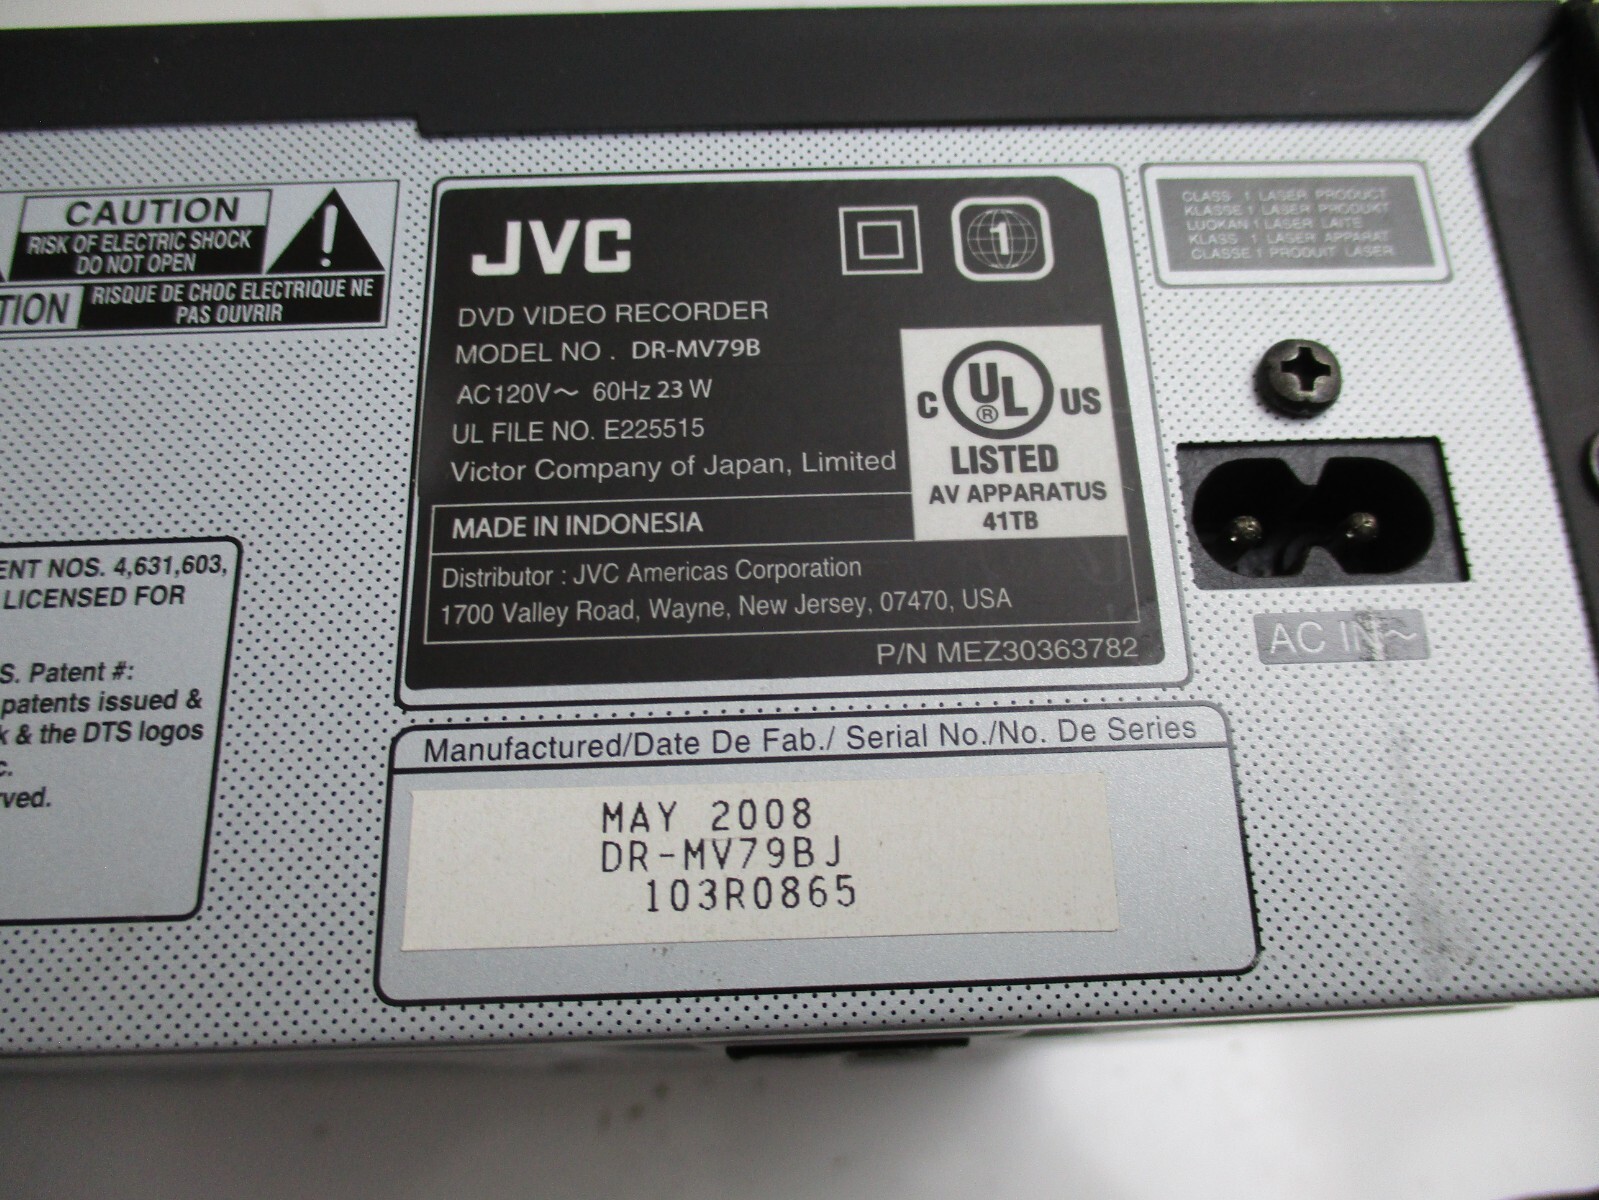 CAUTION
RISK OF ELECTRIC SHOCK
DO NOT OPEN
TION
RISQUE DE CHOC ELECTRIQUE NE
PAS OUVRIR
ENT NOS. 4,631,603,
LICENSED FOR
S. Patent #:
patents issued &
k & the DTS logos
c.
rved.
JVC
1
DVD VIDEO RECORDER
MODEL NO. DR-MV79B
AC120V~ 60Hz 23 W
UL FILE NO. E225515
Victor Company of Japan, Limited
C UL ® US
LISTED
AV APPARATUS
41TB
MADE IN INDONESIA
Distributor : JVC Americas Corporation
1700 Valley Road, Wayne, New Jersey, 07470, USA
P/N MEZ30363782
CLASS 1 LASER PRODUCT
KLASSE 1 LASER PRODUKT
LUOKAN 1 LASER LAITE
KLASS 1 LASER APPARAT
CLASSE 1 PRODUIT LASER
AC IN~
Manufactured/Date De Fab./ Serial No./No. De Series
MAY 2008
DR-MV79BJ
103R0865